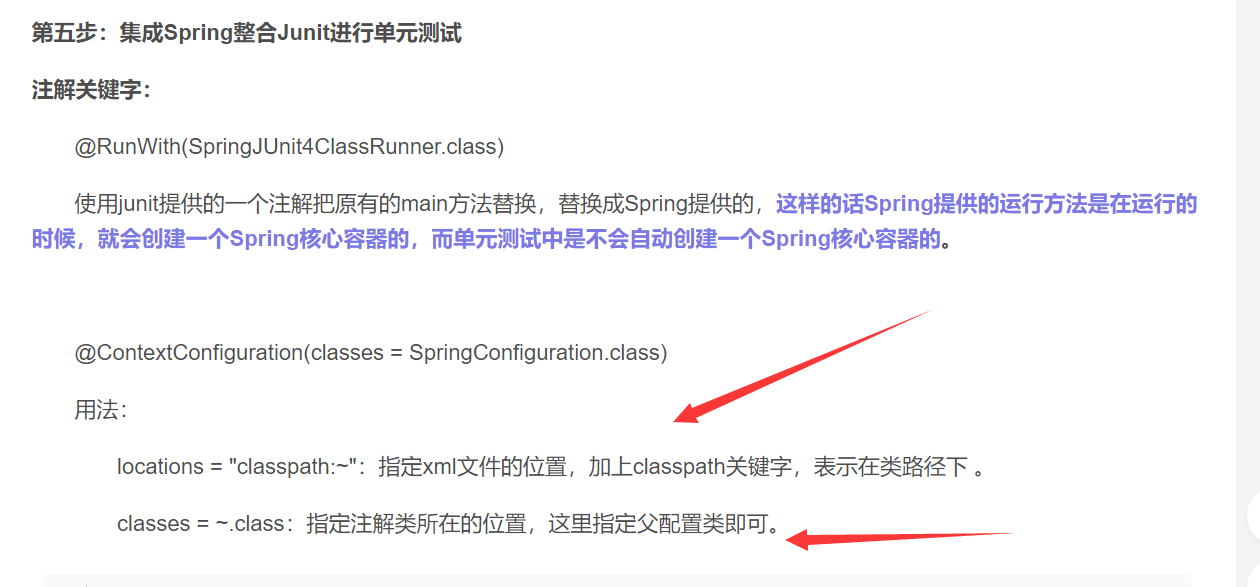 第五步：集成Spring整合Junit进行单元测试
注解关键字：
@RunWith(SpringJUnit4ClassRunner.class)
使用junit提供的一个注解把原有的main方法替换，替换成Spring提供的，这样的话Spring提供的运行方法是在运行的
时候，就会创建一个Spring核心容器的，而单元测试中是不会自动创建一个Spring核心容器的。
@ContextConfiguration(classes = SpringConfiguration.class)
用法：
locations = "classpath:~"：指定xml文件的位置，加上classpath关键字，表示在类路径下 。
classes = ~.class：指定注解类所在的位置，这里指定父配置类即可。